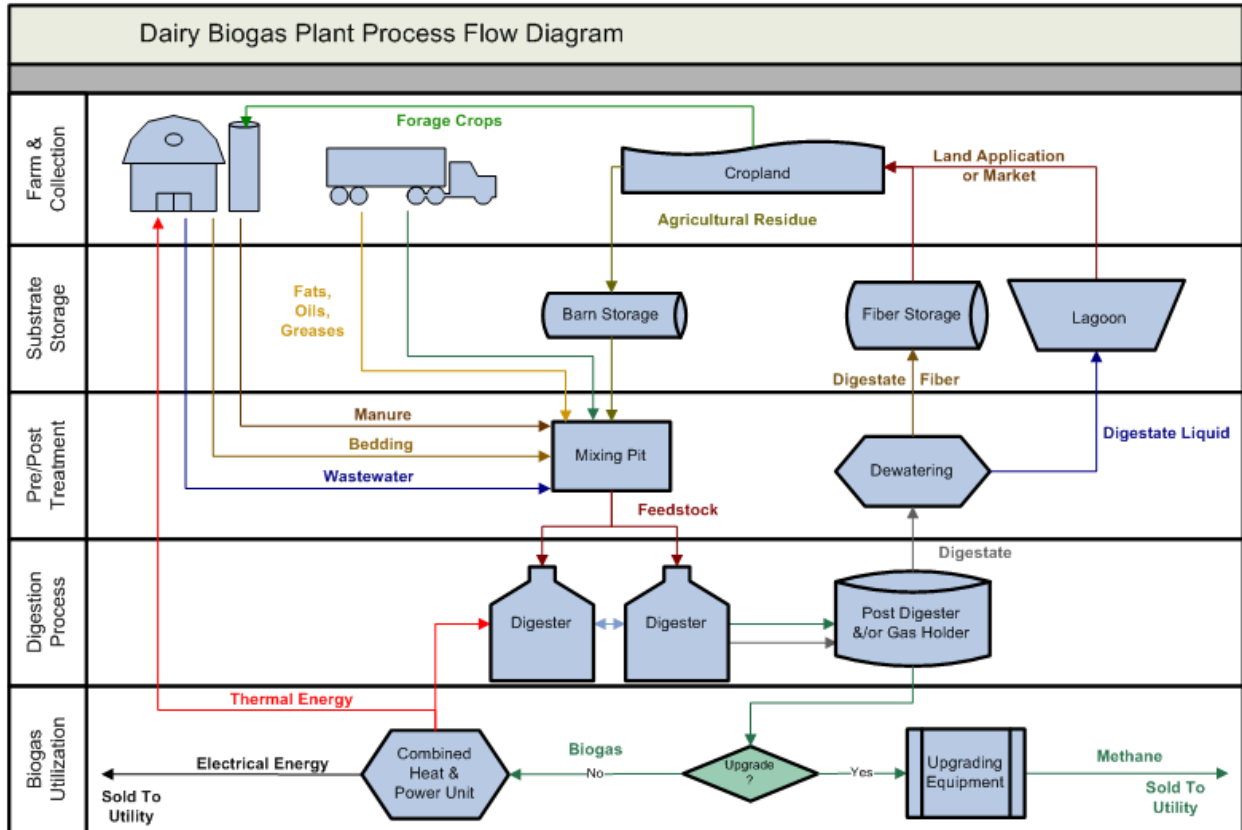 Dairy Biogas Plant Process Flow Diagram
Farm &
Collection
Forage Crops
Cropland
Land Application
or Market
Agricultural Residue
Substrate
Storage
Fats,
Oils,
Greases
Barn Storage
Fiber Storage
Lagoon
Digestate Fiber
Pre/Post
Treatment
Manure
Bedding
Wastewater
Mixing Pit
Dewatering
Digestate Liquid
Feedstock
Digestion
Process
Digestate
Digester
Digester
Post Digester
&/or Gas Holder
Biogas
Utilization
Thermal Energy
Electrical Energy
Sold To
Utility
Combined
Heat &
Power Unit
Biogas
No
Upgrade
?
Yes
Upgrading
Equipment
Methane
Sold To
Utility